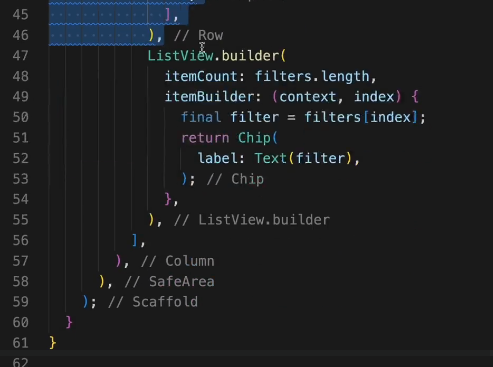 45 ],
46 ), // Row
47 ListView.builder(
48 itemCount: filters.length,
49 itemBuilder: (context, index) {
50 final filter = filters[index];
51 return Chip(
52 label: Text(filter),
53 ); // Chip
54 },
55 ), // ListView.builder
56 ],
57 ), // Column
58 ), // SafeArea
59 ); // Scaffold
60 }
61 }
62